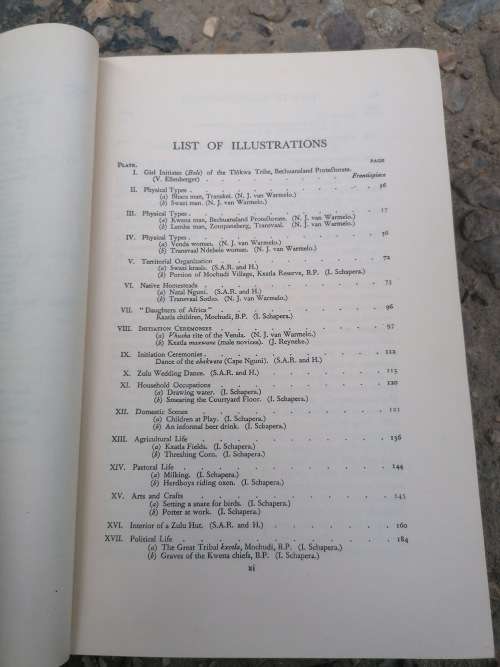 LIST OF ILLUSTRATIONS
PLATE PAGE
I. Girl Initiates (Bale) of the Tlôkwa Tribe, Bechuanaland Protectorate.
(V. Ellenberger) . . . . . . . Frontispiece
II. Physical Types . . . . . . . . 16
(a) Bhaca man, Transkei. (N. J. van Warmelo.)
(b) Swazi man. (N. J. van Warmelo.)
III. Physical Types . . . . . . . . 17
(a) Kwena man, Bechuanaland Protectorate. (N. J. van Warmelo.)
(b) Lemba man, Zoutpansberg, Transvaal. (N. J. van Warmelo.)
IV. Physical Types . . . . . . . .
(a) Venda women. (N. J. van Warmelo.)
(b) Transvaal Ndebele woman. (N. J. van Warmelo.)
V. Territorial Organization . . . . . . . 72
(a) Swazi kraals. (S.A.R. and H.)
(b) Portion of Mochudi Village, Kxatla Reserve, B.P. (I. Schapera.)
VI. Native Homesteads . . . . . . . 73
(a) Natal Nguni. (S.A.R. and H.)
(b) Transvaal Sotho. (N. J. van Warmelo.)
VII. "Daughters of Africa" . . . . . . . 96
Kxatla children, Mochudi, B.P. (I. Schapera.)
VIII. INITIATION CEREMONIES . . . . . . . 97
(a) Vhusha rite of the Venda. (N. J. van Warmelo.)
(b) Kxatla maxwane (male novices). (J. Reyneke.)
IX. Initiation Ceremonies . . . . . . . 112
Dance of the abakweta (Cape Nguni). (S.A.R. and H.)
X. Zulu Wedding Dance. (S.A.R. and H.) . . . . . 113
XI. Household Occupations . . . . . . . 120
(a) Drawing water. (I. Schapera.)
(b) Smearing the Courtyard Floor. (I. Schapera.)
XII. Domestic Scenes . . . . . . . 121
(a) Children at Play. (I. Schapera.)
(b) An informal beer drink. (I. Schapera.)
XIII. Agricultural Life . . . . . . . 136
(a) Kxatla Fields. (I. Schapera.)
(b) Threshing Corn. (I. Schapera.)
XIV. Pastoral Life . . . . . . . 144
(a) Milking. (I. Schapera.)
(b) Herdboys riding oxen. (I. Schapera.)
XV. Arts and Crafts . . . . . . . 145
(a) Setting a snare for birds. (I. Schapera.)
(b) Potter at work. (I. Schapera.)
XVI. Interior of a Zulu Hut. (S.A.R. and H.) . . . . . 160
XVII. Political Life . . . . . . . 184
(a) The Great Tribal kxotla, Mochudi, B.P. (I. Schapera.)
(b) Graves of the Kwena chiefs, B.P. (I. Schapera.)
xi